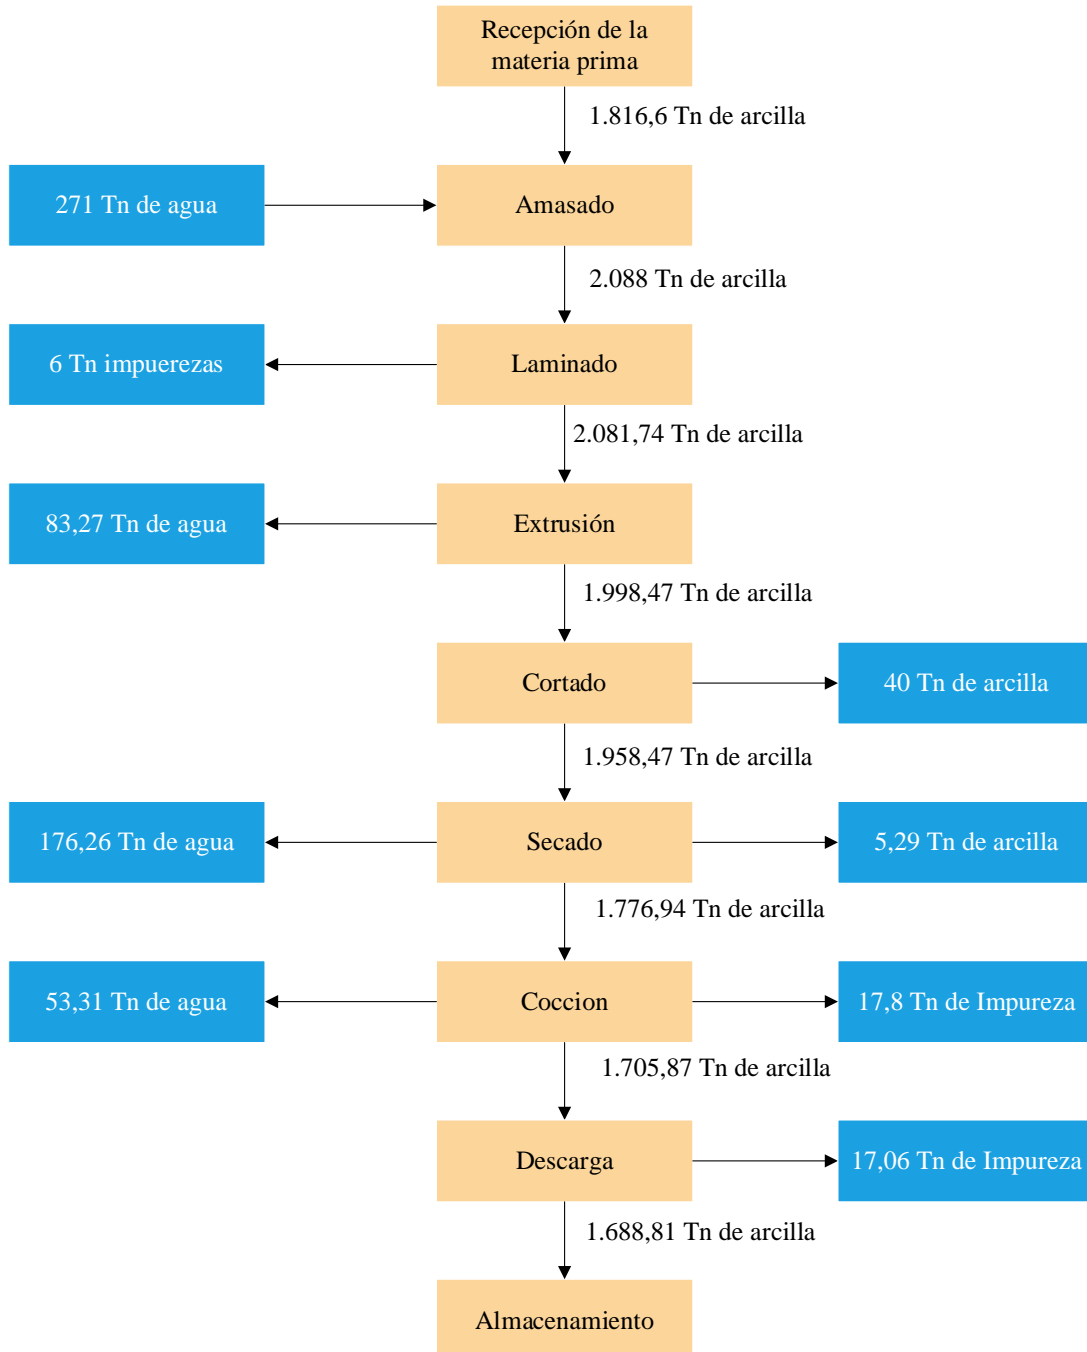 Recepción de la
materia prima
1.816,6 Tn de arcilla
271 Tn de agua
Amasado
2.088 Tn de arcilla
6 Tn impuerezas
Laminado
2.081,74 Tn de arcilla
83,27 Tn de agua
Extrusión
1.998,47 Tn de arcilla
Cortado
40 Tn de arcilla
1.958,47 Tn de arcilla
176,26 Tn de agua
Secado
5,29 Tn de arcilla
1.776,94 Tn de arcilla
53,31 Tn de agua
Coccion
17,8 Tn de Impureza
1.705,87 Tn de arcilla
Descarga
17,06 Tn de Impureza
1.688,81 Tn de arcilla
Almacenamiento